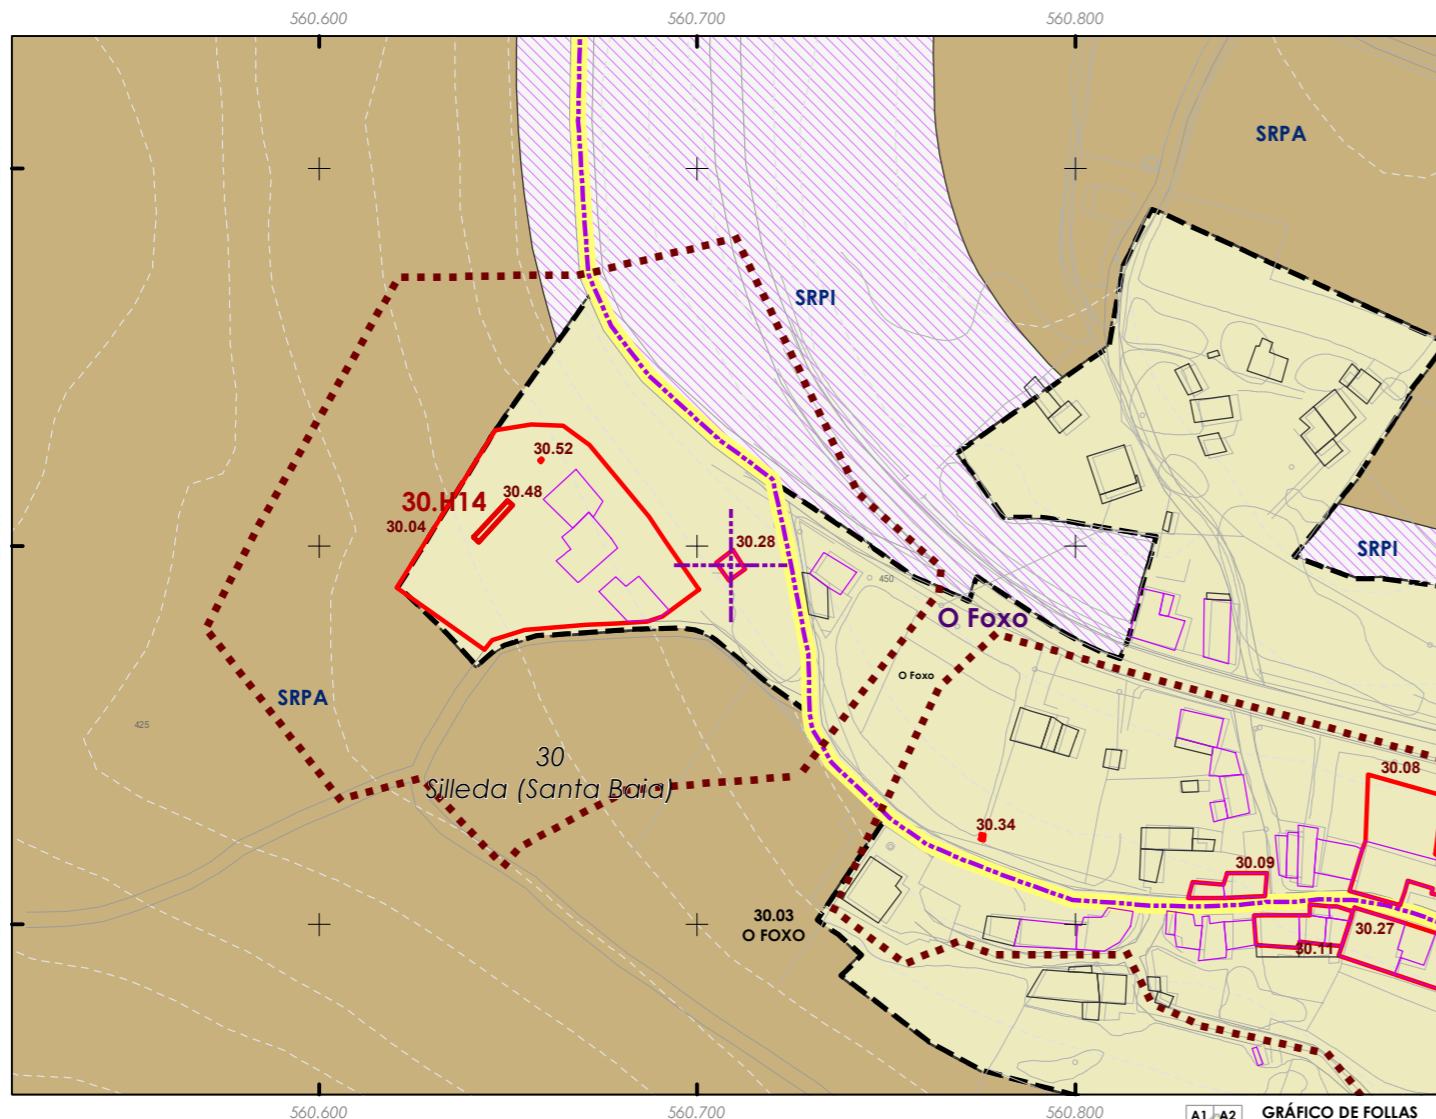 560.600
560.700
560.800
SRPA
SRPI
30.52
30.48
30.H14
30.04
30.28
SRPI
450
O Foxo
O Foxo
SRPA
425
30
Silleda (Santa Baia)
30.08
30.34
30.09
30.03
O FOXO
30.27
30.11
560.600
560.700
560.800
A1 A2
GRÁFICO DE FOLLAS